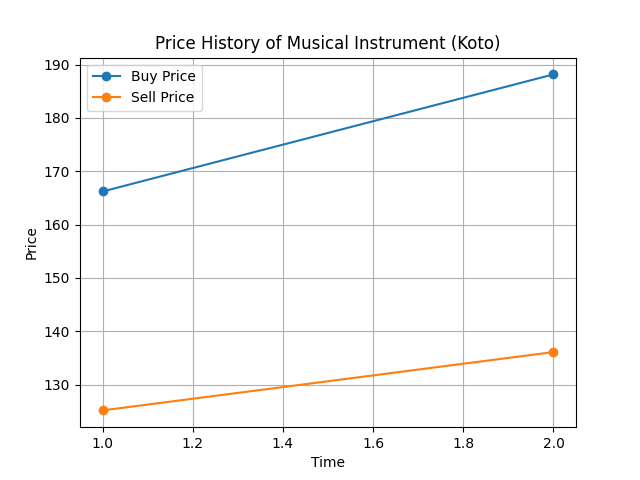 Price History of Musical Instrument (Koto)
190
180
170
160
150
140
130
Price
Buy Price
Sell Price
1.0 1.2 1.4 1.6 1.8 2.0
Time